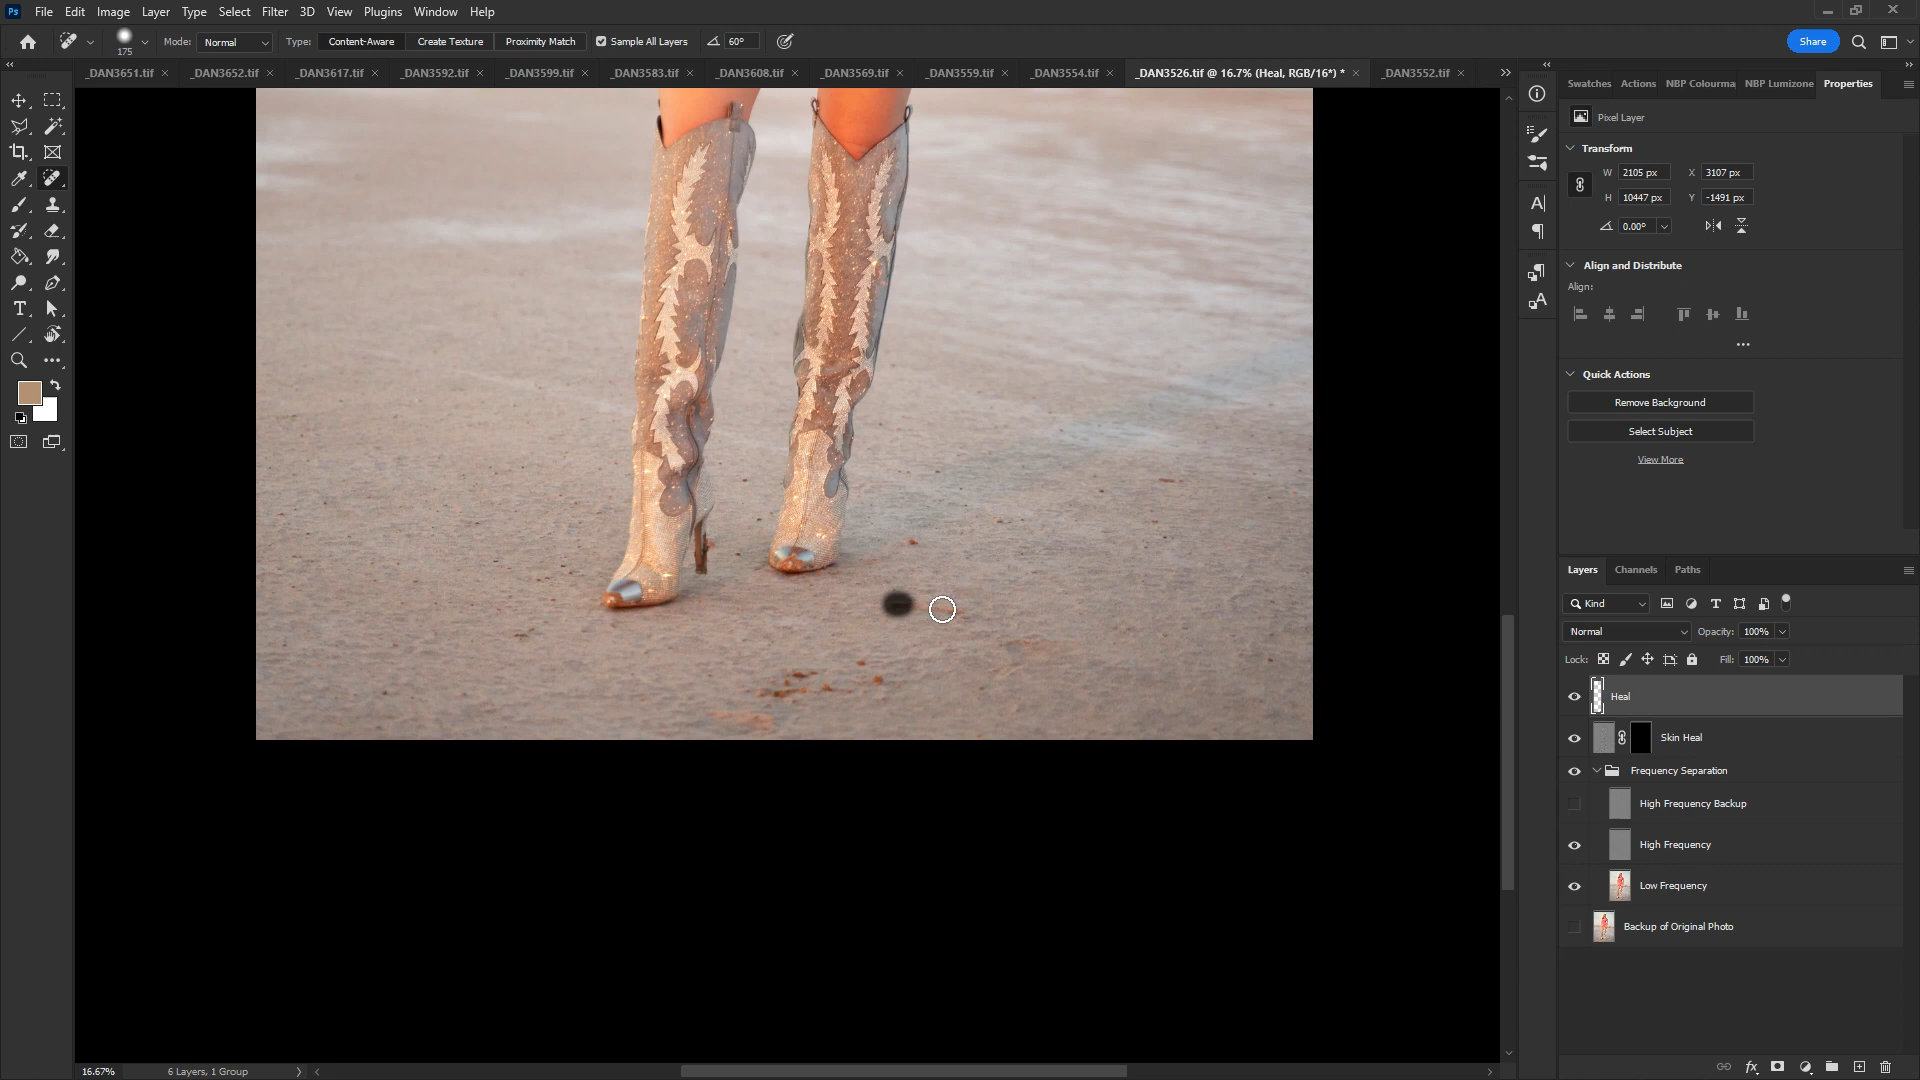 Ps File Edit Image Layer Type Select Filter 3D View Plugins Window Help
175 Mode: Normal Type: Content-Aware Create Texture Proximity Match Sample All Layers 60° Share
_DAN3651.tif _DAN3652.tif _DAN3617.tif _DAN3592.tif _DAN3599.tif _DAN3583.tif _DAN3608.tif _DAN3569.tif _DAN3559.tif _DAN3554.tif _DAN3526.tif @ 16.7% (Heal, RGB/16*) * _DAN3552.tif
Swatches Actions NBP Colourma NBP Lumizone Properties
Pixel Layer
Transform
W 2105 px X 3107 px
H 10447 px Y -1491 px
0.00°
Align and Distribute
Align:
Quick Actions
Remove Background
Select Subject
View More
Layers Channels Paths
Kind
Normal Opacity: 100%
Lock: Fill: 100%
Heal
Skin Heal
Frequency Separation
High Frequency Backup
High Frequency
Low Frequency
Backup of Original Photo
16.67% 6 Layers, 1 Group